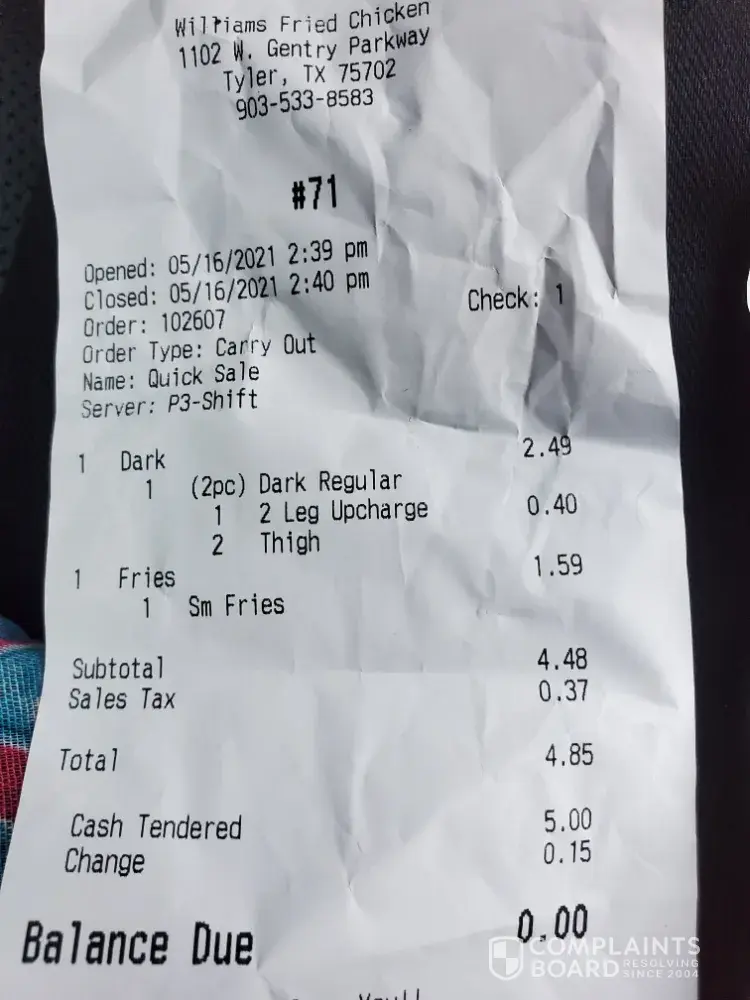 Williams Fried Chicken
1102 W. Gentry Parkway
Tyler, TX 75702
903-533-8583
#71
Opened: 05/16/2021 2:39 pm
Closed: 05/16/2021 2:40 pm
Check: 1
Order: 102607
Order Type: Carry Out
Name: Quick Sale
Server: P3-Shift
1 Dark 2.49
1 (2pc) Dark Regular
1 2 Leg Upcharge 0.40
2 Thigh
1 Fries 1.59
1 Sm Fries
Subtotal 4.48
Sales Tax 0.37
Total 4.85
Cash Tendered 5.00
Change 0.15
Balance Due 0.00
COMPLAINTS
BOARD RESOLVING
SINCE 2004